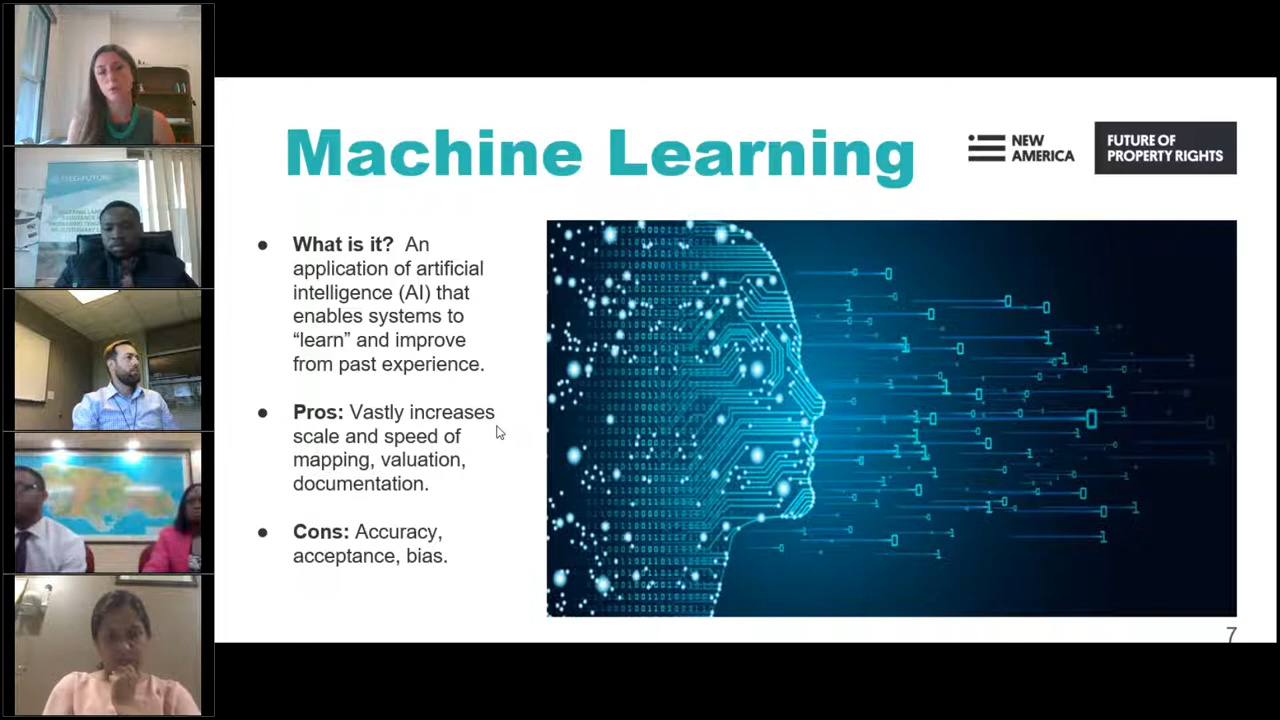 Machine Learning
NEW
AMERICA
FUTURE OF
PROPERTY RIGHTS
● What is it? An
application of artificial
intelligence (AI) that
enables systems to
“learn” and improve
from past experience.
● Pros: Vastly increases
scale and speed of
mapping, valuation,
documentation.
● Cons: Accuracy,
acceptance, bias.
7